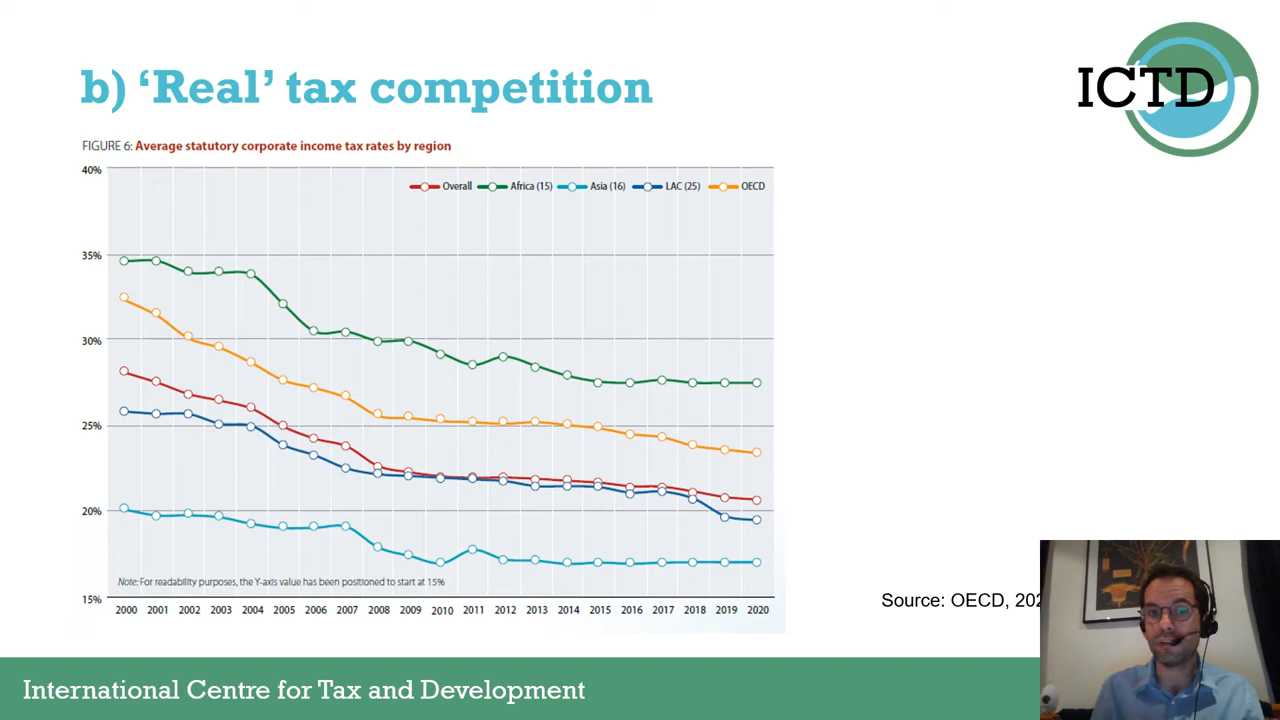 b) ‘Real’ tax competition
ICTD
FIGURE 6: Average statutory corporate income tax rates by region
40%
Overall Africa (15) Asia (16) LAC (25) OECD
35%
30%
25%
20%
Note: For readability purposes, the Y-axis value has been positioned to start at 15%
15%
2000 2001 2002 2003 2004 2005 2006 2007 2008 2009 2010 2011 2012 2013 2014 2015 2016 2017 2018 2019 2020
Source: OECD,
International Centre for Tax and Development